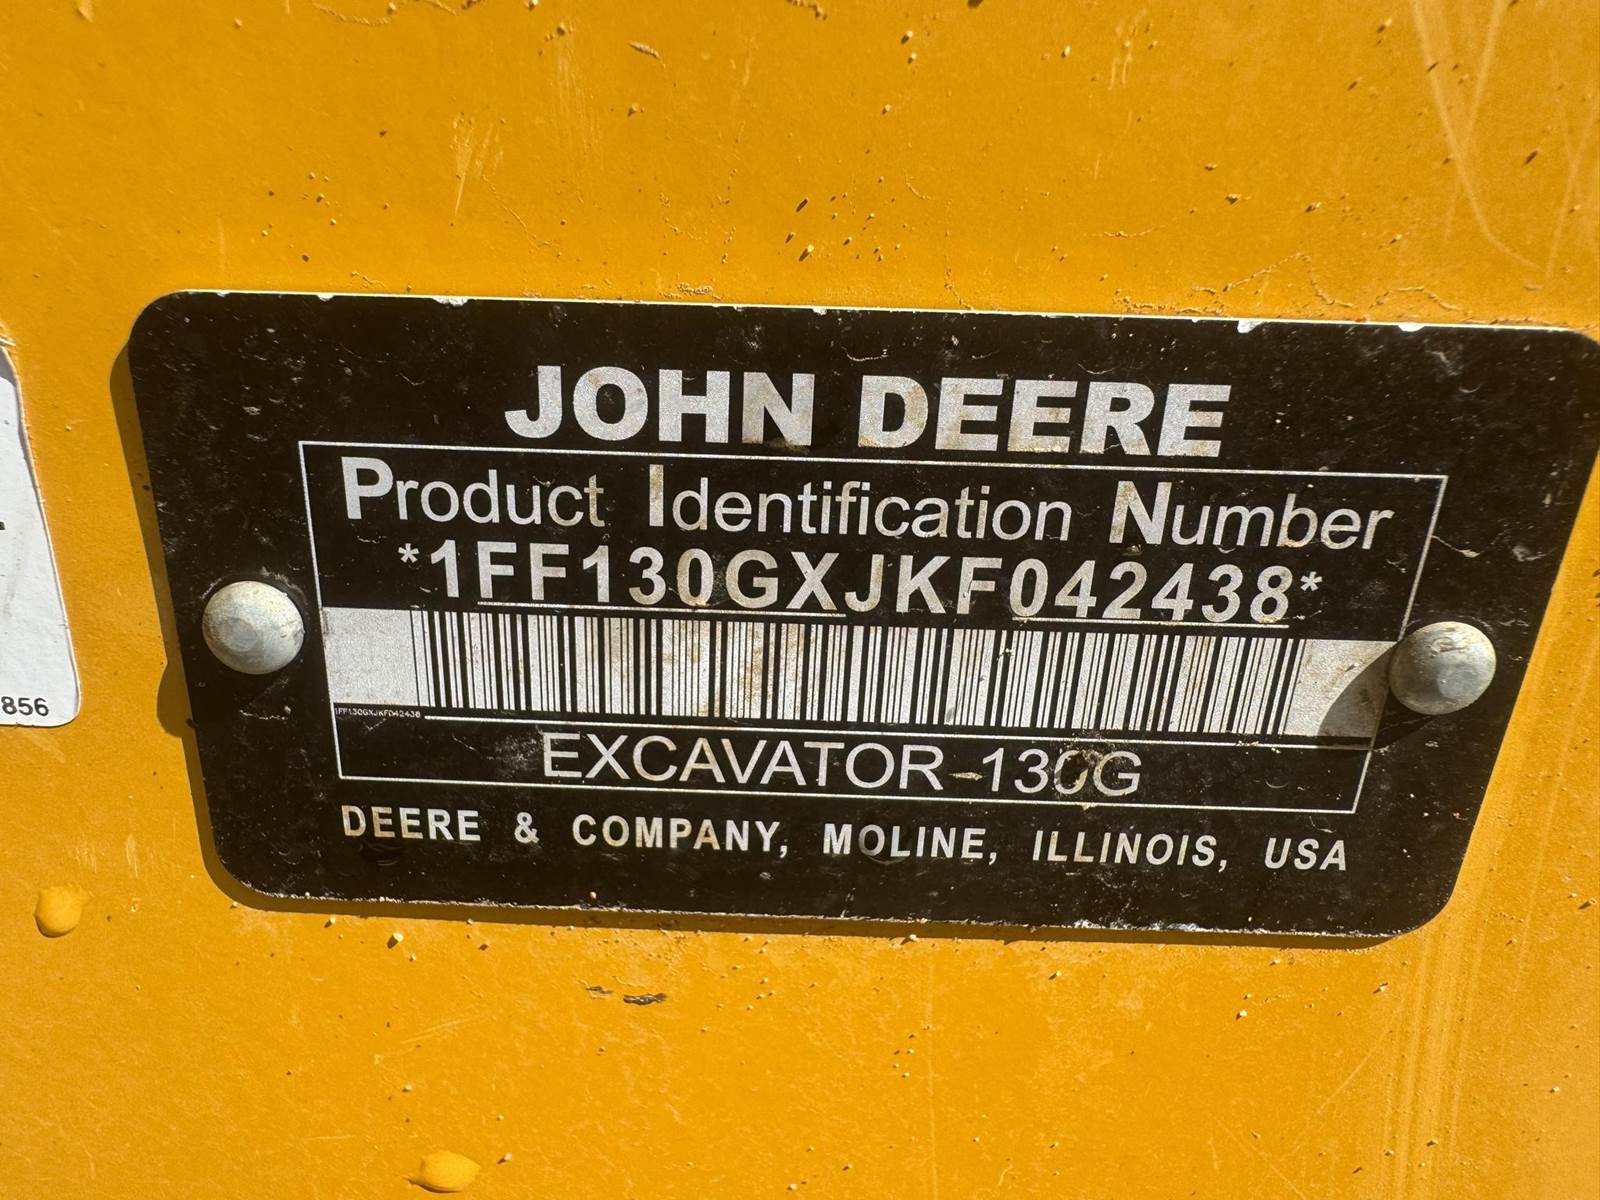 JOHN DEERE
Product Identification Number
*1FF130GXJKF042438*
1FF130GXJKF042438
EXCAVATOR-130G
DEERE & COMPANY, MOLINE, ILLINOIS, USA
856